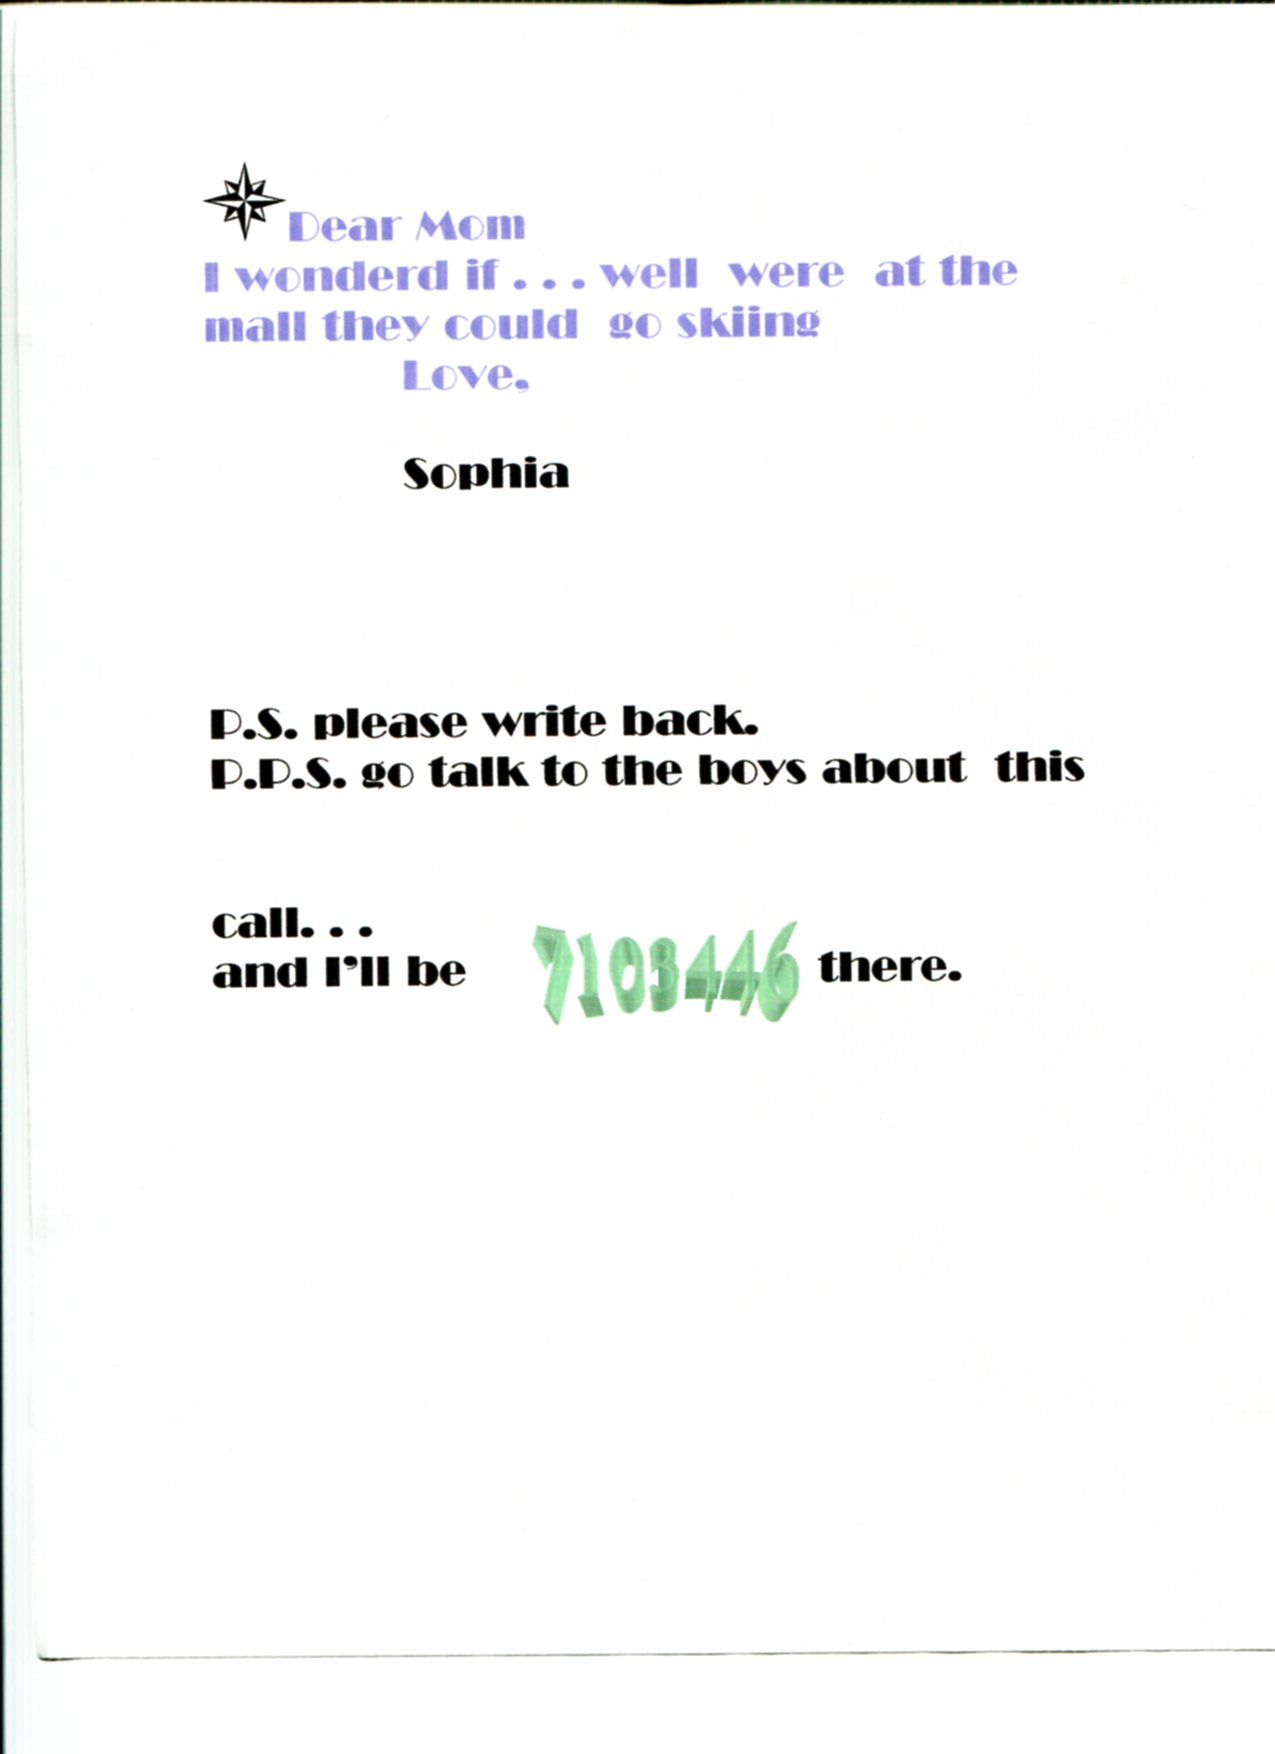 Dear Mom
I wonderd if . . . well were at the
mall they could go skiing
Love,
Sophia
P.S. please write back.
P.P.S. go talk to the boys about this
call. . .
and I'll be 7103446 there.